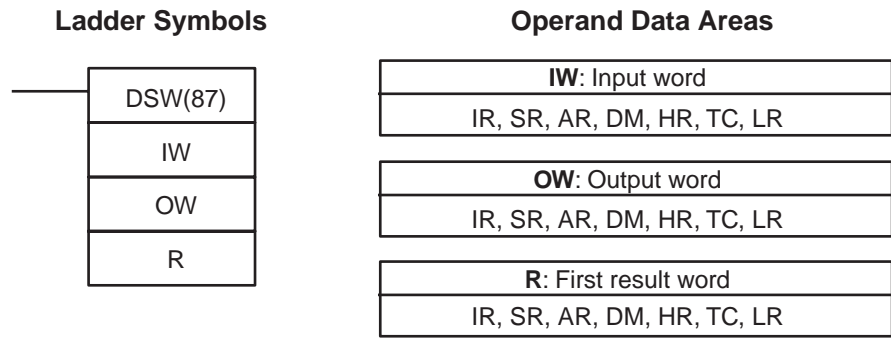 Ladder Symbols
DSW(87)
IW
OW
R
Operand Data Areas
IW: Input word
IR, SR, AR, DM, HR, TC, LR
OW: Output word
IR, SR, AR, DM, HR, TC, LR
R: First result word
IR, SR, AR, DM, HR, TC, LR